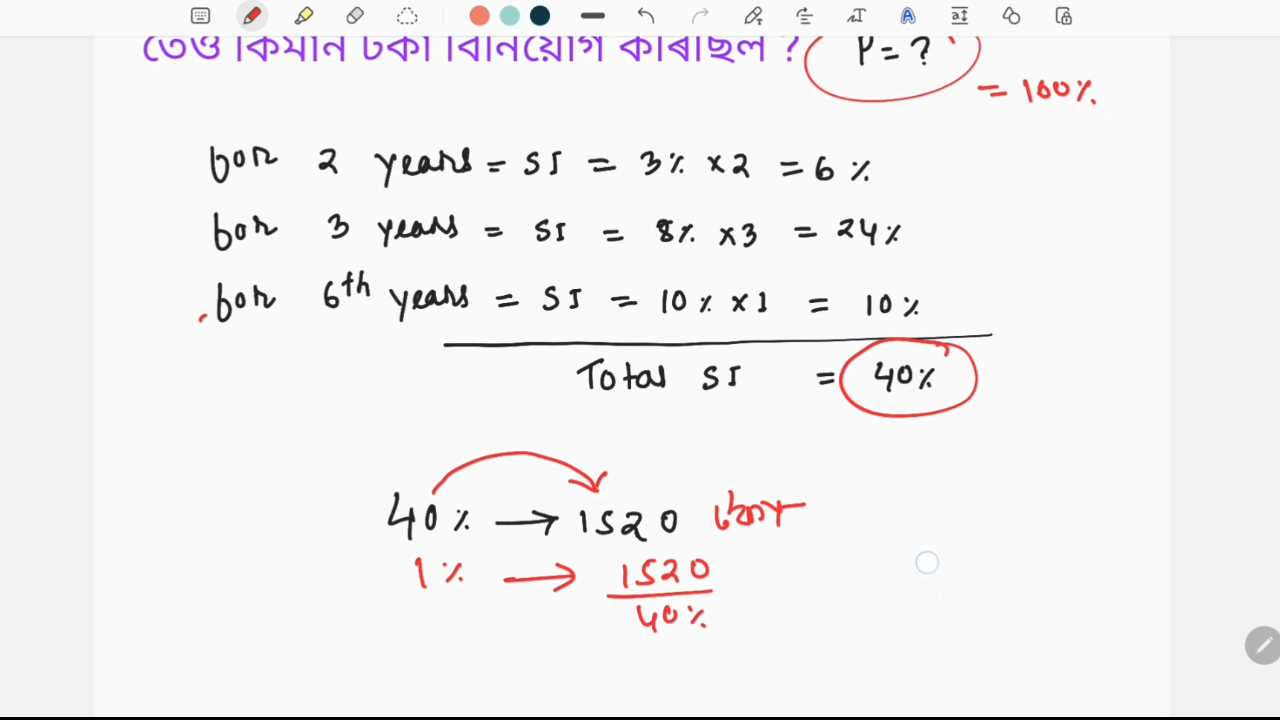 তেওঁ কিমান টকা বিনিয়োগ কৰিছিল ? P = ?
= 100%
for 2 years = SI = 3% × 2 = 6 %
for 3 years = SI = 8% × 3 = 24%
for 6th years = SI = 10 % × 1 = 10 %
Total SI = 40%
40 % → 1520
1 % → 1520
40 %